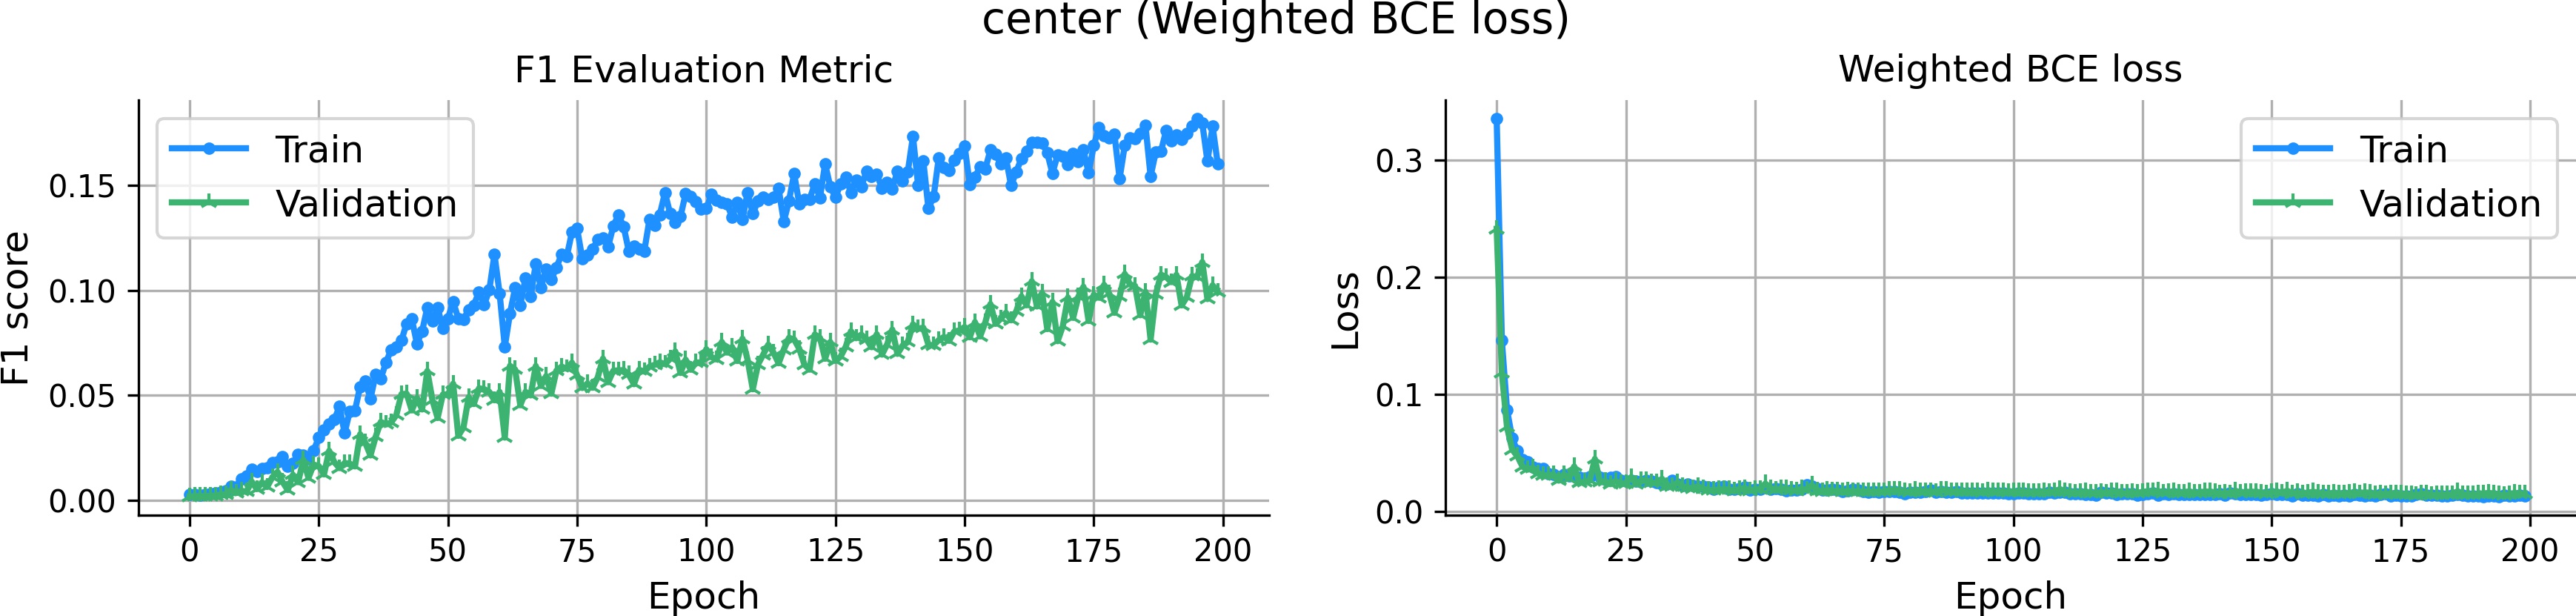 center (Weighted BCE loss)
F1 Evaluation Metric
F1 score
0.15
0.10
0.05
0.00
Train
Validation
0 25 50 75 100 125 150 175 200
Epoch
Weighted BCE loss
Loss
0.3
0.2
0.1
0.0
Train
Validation
0 25 50 75 100 125 150 175 200
Epoch